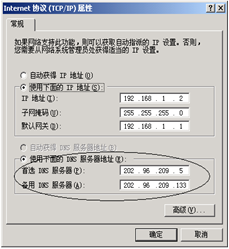 Internet 协议 (TCP/IP) 属性
常规
如果网络支持此功能，则可以获取自动指派的 IP 设置。否则，
您需要从网络系统管理员处获得适当的 IP 设置。
自动获得 IP 地址(O)
使用下面的 IP 地址(S)
IP 地址(I): 192 .168 . 1 . 2
子网掩码(U): 255 .255 .255 . 0
默认网关(D): 192 .168 . 1 . 1
自动获得 DNS 服务器地址(B)
使用下面的 DNS 服务器地址(E):
首选 DNS 服务器(P): 202 . 96 .209 . 5
备用 DNS 服务器(A): 202 . 96 .209 .133
高级(V)...
确定 取消